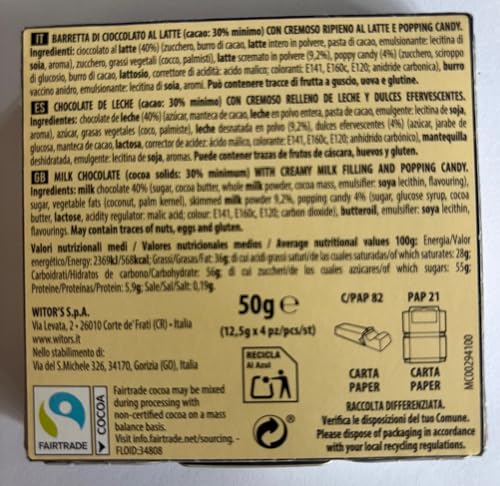 IT BARRETTA DI CIOCCOLATO AL LATTE (cacao: 30% minimo) CON CREMOSO RIPIENO AL LATTE E POPPING CANDY.
Ingredienti: cioccolato al latte (40%) (zucchero, burro di cacao, latte intero in polvere, pasta di cacao, emulsionante: lecitina di
soia, aroma), zucchero, grassi vegetali (cocco, palmisti), latte scremato in polvere (9,2%), poppy candy (4%) (zucchero, sciroppo
di glucosio, burro di cacao, lattosio, correttore di acidità: acido malico; coloranti: E141, E160c, E120; anidride carbonica), burro
vaccino anidro, emulsionante: lecitina di soia, aromi. Può contenere tracce di frutta a guscio, uova e glutine.
ES CHOCOLATE DE LECHE (cacao: 30% mínimo) CON CREMOSO RELLENO DE LECHE Y DULCES EFERVESCENTES.
Ingredientes: chocolate de leche (40%) (azúcar, manteca de cacao, leche en polvo entera, pasta de cacao, emulgente: lecitina de soja,
aroma), azúcar, grasas vegetales (coco, palmiste), leche desnatada en polvo (9,2%), dulces efervescentes (4%) (azúcar, jarabe de
glucosa, manteca de cacao, lactosa, corrector de acidez: ácido málico, colorante: E141, E160c, E120; anhídrido carbónico), mantequilla
deshidratada, emulgente: lecitina de soja, aromas. Puede contener trazas de frutas de cáscara, huevos y gluten.
GB MILK CHOCOLATE (cocoa solids: 30% minimum) WITH CREAMY MILK FILLING AND POPPING CANDY.
Ingredients: milk chocolate 40% (sugar, cocoa butter, whole milk powder, cocoa mass, emulsifier: soya lecithin, flavouring),
sugar, vegetable fats (coconut, palm kernel), skimmed milk powder 9,2%, popping candy 4% (sugar, glucose syrup, cocoa
butter, lactose, acidity regulator: malic acid; colour: E141, E160c, E120; carbon dioxide), butteroil, emulsifier: soya lecithin,
flavourings. May contain traces of nuts, eggs and gluten.
Valori nutrizionali medi / Valores nutricionales medios / Average nutritional values 100g: Energia/Valor
energético/Energy: 2369kJ/568kcal; Grassi/Grasas/Fat: 36g; di cui acidi grassi saturi/de las cuales saturadas/of which saturates: 28g;
Carboidrati/Hidratos de carbono/Carbohydrate: 56g; di cui zuccheri/de los cuales azúcares/of which sugars: 55g;
Proteine/Proteínas/Protein: 5,9g; Sale/Sal/Salt: 0,19g.
WITOR'S S.p.A.
Via Levata, 2 • 26010 Corte de' Frati (CR) • Italia
www.witors.it
Nello stabilimento di:
Via del S.Michele 326, 34170, Gorizia (GO), Italia
50g e
(12,5g x 4 pz/pcs/st)
RECICLA
Al Azul
C/PAP 82
CARTA
PAPER
PAP 21
CARTA
PAPER
MC00294100
RACCOLTA DIFFERENZIATA.
Verifica le disposizioni del tuo Comune.
Please dispose of packaging in accordance
with your local recycling regulations.
FAIRTRADE
COCOA
Fairtrade cocoa may be mixed
during processing with
non-certified cocoa on a mass
balance basis.
Visit info.fairtrade.net/sourcing. -
FLOID:34808